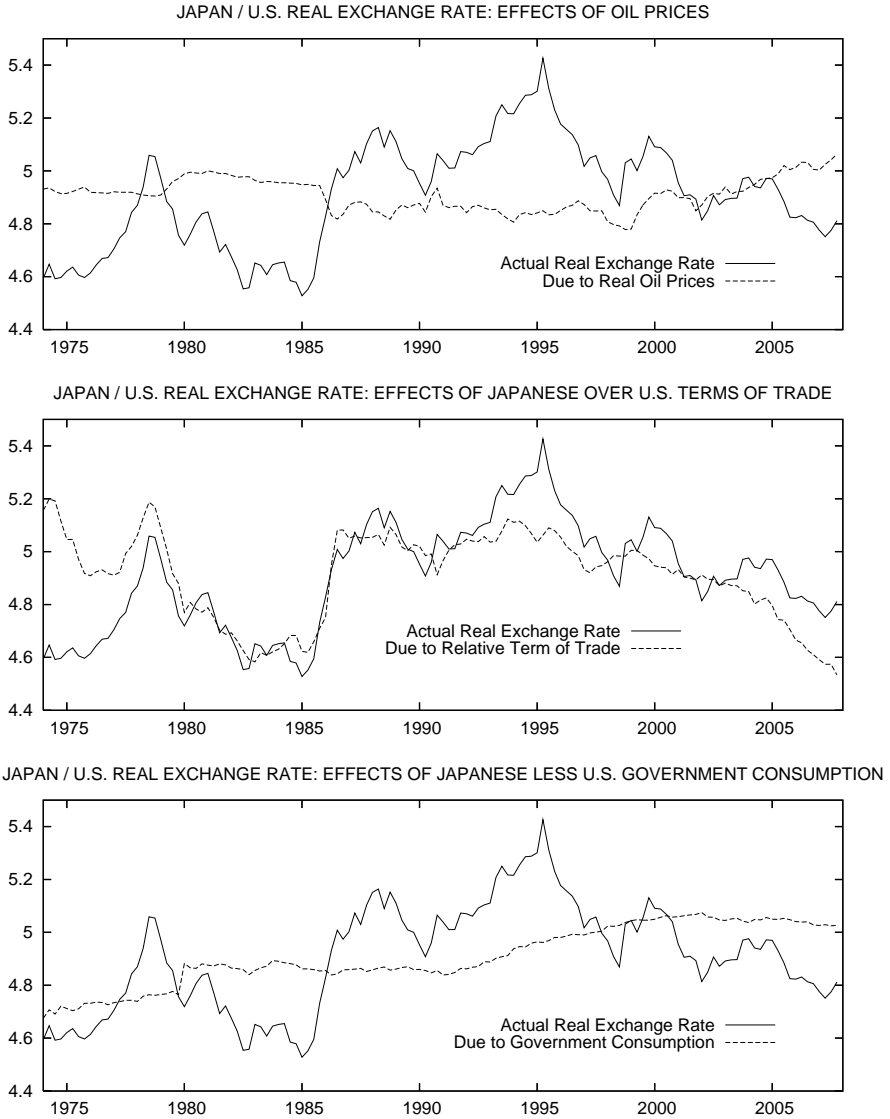 JAPAN / U.S. REAL EXCHANGE RATE: EFFECTS OF OIL PRICES
5.4
5.2
5
4.8
4.6
4.4
Actual Real Exchange Rate
Due to Real Oil Prices
1975 1980 1985 1990 1995 2000 2005
JAPAN / U.S. REAL EXCHANGE RATE: EFFECTS OF JAPANESE OVER U.S. TERMS OF TRADE
5.4
5.2
5
4.8
4.6
4.4
Actual Real Exchange Rate
Due to Relative Term of Trade
1975 1980 1985 1990 1995 2000 2005
JAPAN / U.S. REAL EXCHANGE RATE: EFFECTS OF JAPANESE LESS U.S. GOVERNMENT CONSUMPTION
5.4
5.2
5
4.8
4.6
4.4
Actual Real Exchange Rate
Due to Government Consumption
1975 1980 1985 1990 1995 2000 2005